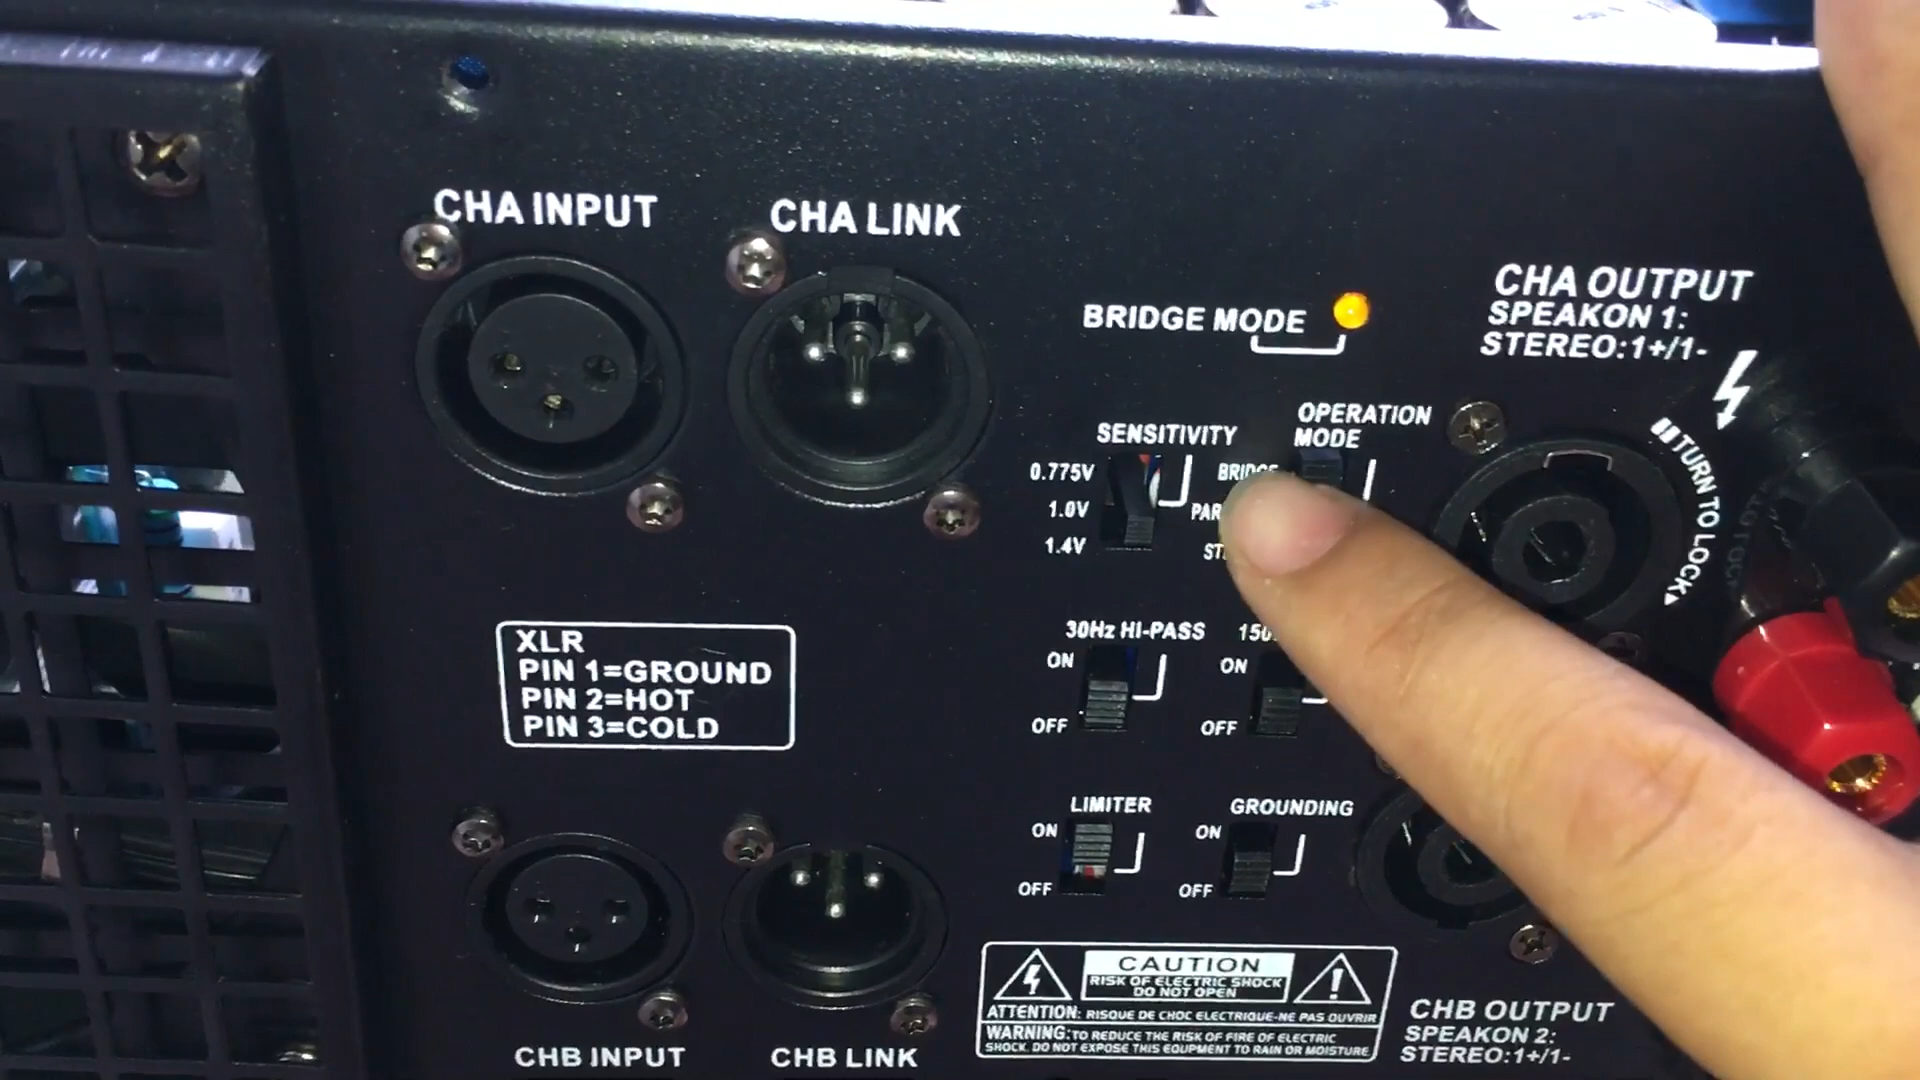 CHA INPUT
CHA LINK
BRIDGE MODE
CHA OUTPUT
SPEAKON 1:
STEREO:1+/1-
TURN TO LOCK
SENSITIVITY
0.775V
1.0V
1.4V
OPERATION
MODE
BRIDGE
PAR
ST
XLR
PIN 1=GROUND
PIN 2=HOT
PIN 3=COLD
30Hz HI-PASS
ON
OFF
150
ON
OFF
LIMITER
ON
OFF
GROUNDING
ON
OFF
CAUTION
RISK OF ELECTRIC SHOCK
DO NOT OPEN
ATTENTION: RISQUE DE CHOC ELECTRIQUE-NE PAS OUVRIR
WARNING:TO REDUCE THE RISK OF FIRE OF ELECTRIC
SHOCK. DO NOT EXPOSE THIS EQUIPMENT TO RAIN OR MOISTURE
CHB INPUT
CHB LINK
CHB OUTPUT
SPEAKON 2:
STEREO:1+/1-